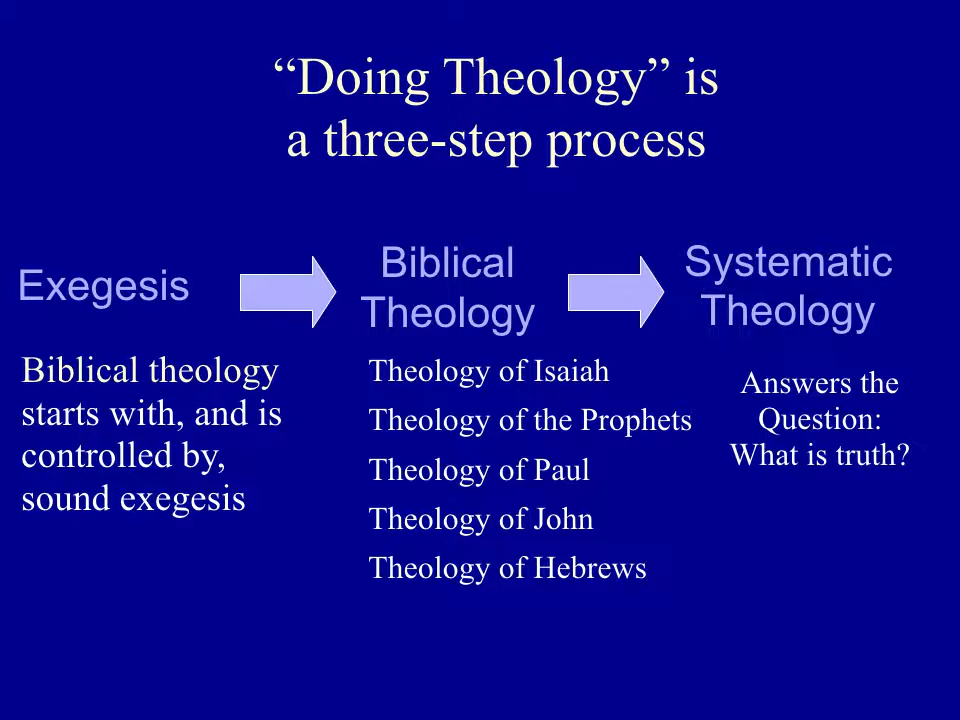 “Doing Theology” is
a three-step process
Exegesis
Biblical
Theology
Systematic
Theology
Biblical theology
starts with, and is
controlled by,
sound exegesis
Theology of Isaiah
Theology of the Prophets
Theology of Paul
Theology of John
Theology of Hebrews
Answers the
Question:
What is truth?